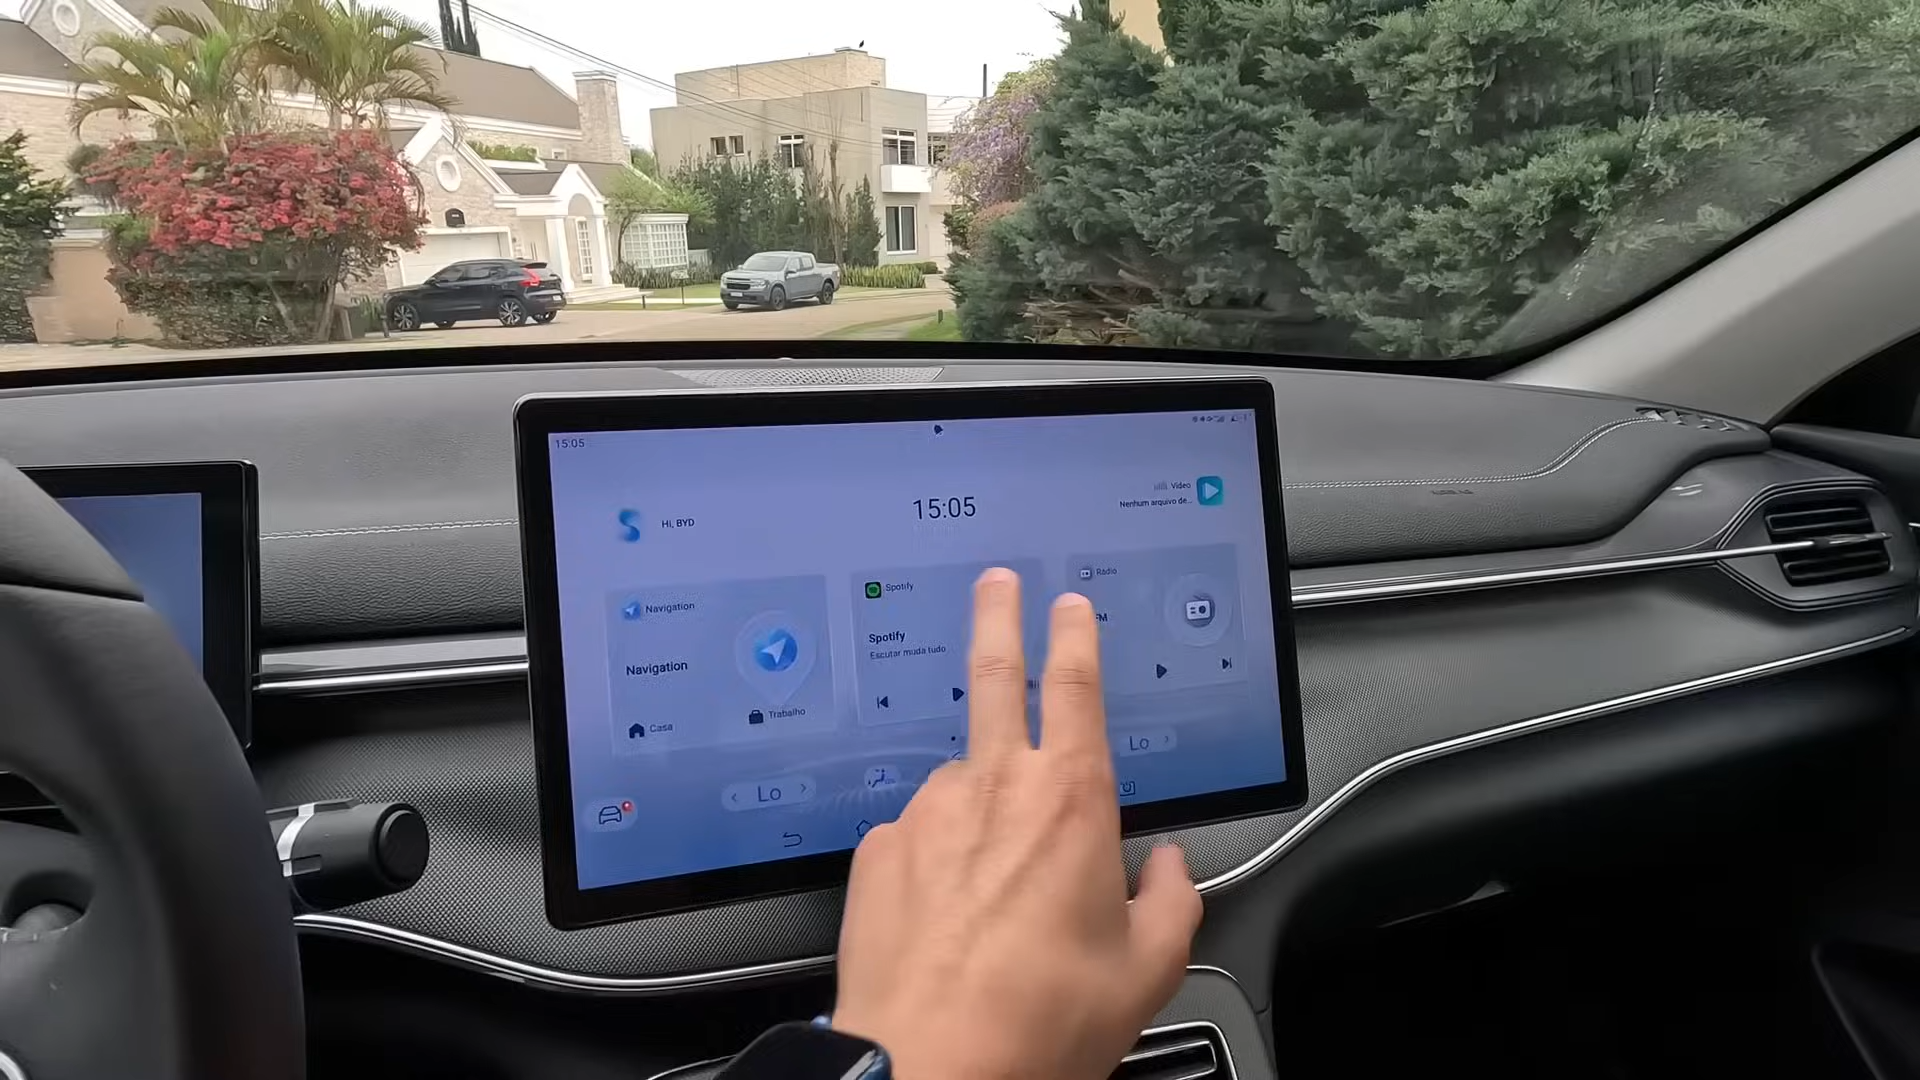 15:05
Hi, BYD
15:05
Video
Nenhum arquivo de...
Navigation
Navigation
Casa
Trabalho
Spotify
Spotify
Escutar muda tudo
Rádio
FM
Lo
Lo